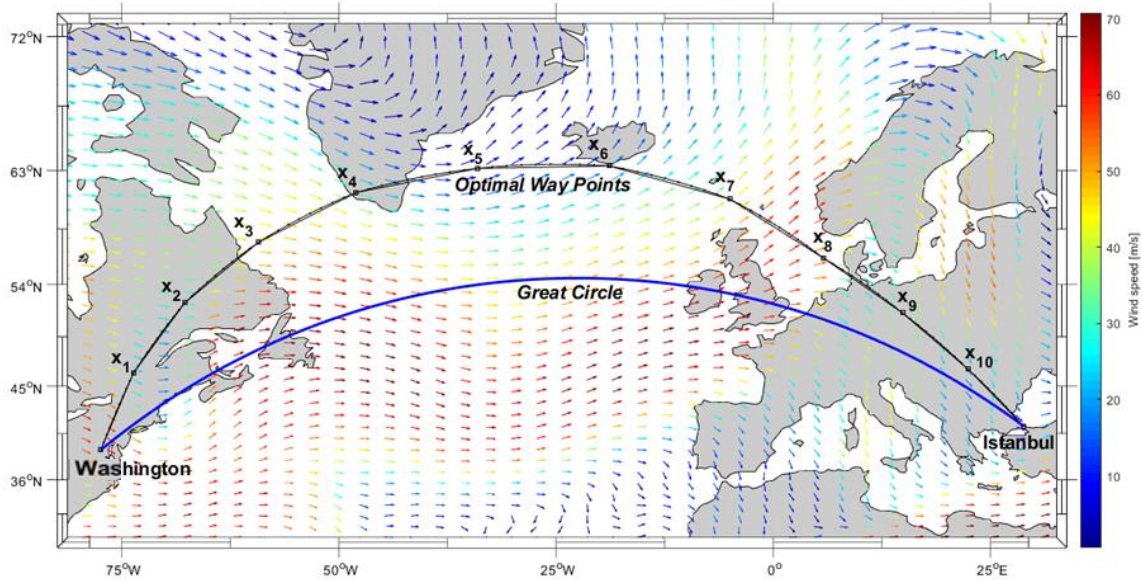 72°N
63°N
54°N
45°N
36°N
75°W
50°W
25°W
0°W
25°E
x1
x2
x3
x4
x5
x6
x7
x8
x9
x10
Optimal Way Points
Great Circle
Washington
Istanbul
70
60
50
40
30
20
10
Wind speed [m/s]